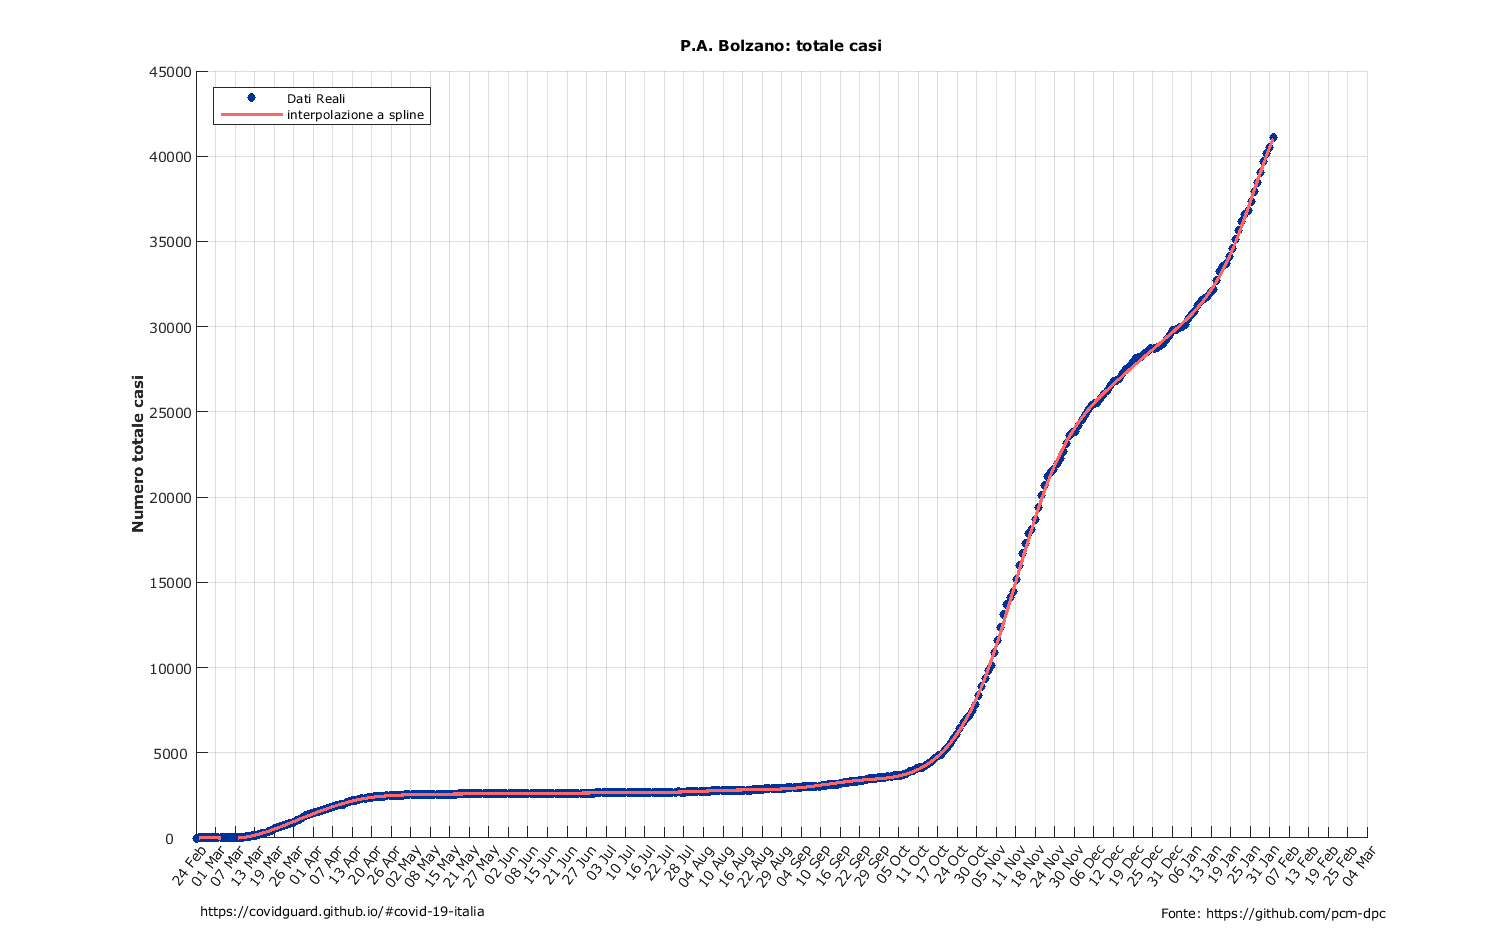 P.A. Bolzano: totale casi
45000
40000
35000
30000
25000
20000
15000
10000
5000
0
Numero totale casi
Dati Reali
interpolazione a spline
24 Feb
01 Mar
07 Mar
13 Mar
19 Mar
26 Mar
01 Apr
07 Apr
13 Apr
20 Apr
26 Apr
02 May
08 May
15 May
21 May
27 May
02 Jun
08 Jun
15 Jun
21 Jun
27 Jun
03 Jul
10 Jul
16 Jul
22 Jul
28 Jul
04 Aug
10 Aug
16 Aug
22 Aug
29 Aug
04 Sep
10 Sep
16 Sep
22 Sep
29 Sep
05 Oct
11 Oct
17 Oct
24 Oct
30 Oct
05 Nov
11 Nov
18 Nov
24 Nov
30 Nov
06 Dec
12 Dec
19 Dec
25 Dec
31 Dec
06 Jan
13 Jan
19 Jan
25 Jan
31 Jan
07 Feb
13 Feb
19 Feb
25 Feb
04 Mar
https://covidguard.github.io/#covid-19-italia
Fonte: https://github.com/pcm-dpc